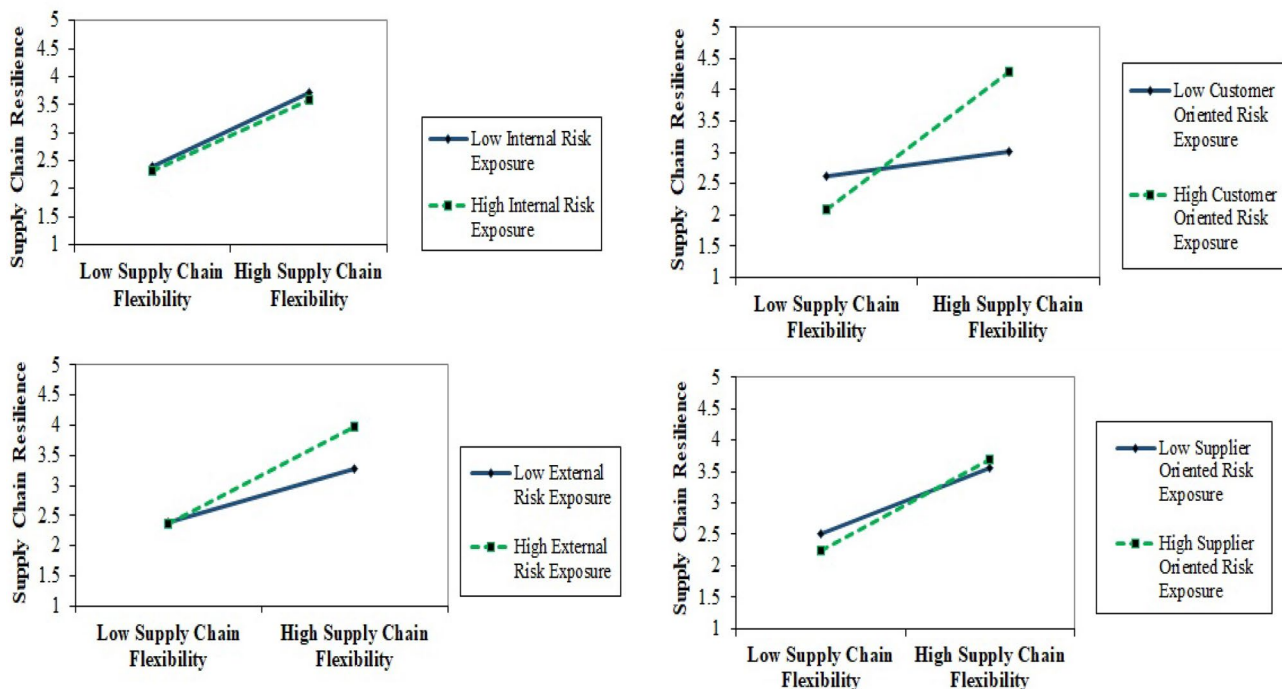 Supply Chain Resilience
5
4.5
4
3.5
3
2.5
2
1.5
1
Low Supply Chain
Flexibility
High Supply Chain
Flexibility
Low Internal Risk
Exposure
High Internal Risk
Exposure
Supply Chain Resilience
5
4.5
4
3.5
3
2.5
2
1.5
1
Low Supply Chain
Flexibility
High Supply Chain
Flexibility
Low Customer
Oriented Risk
Exposure
High Customer
Oriented Risk
Exposure
Supply Chain Resilience
5
4.5
4
3.5
3
2.5
2
1.5
1
Low Supply Chain
Flexibility
High Supply Chain
Flexibility
Low External
Risk Exposure
High External
Risk Exposure
Supply Chain Resilience
5
4.5
4
3.5
3
2.5
2
1.5
1
Low Supply Chain
Flexibility
High Supply Chain
Flexibility
Low Supplier
Oriented Risk
Exposure
High Supplier
Oriented Risk
Exposure